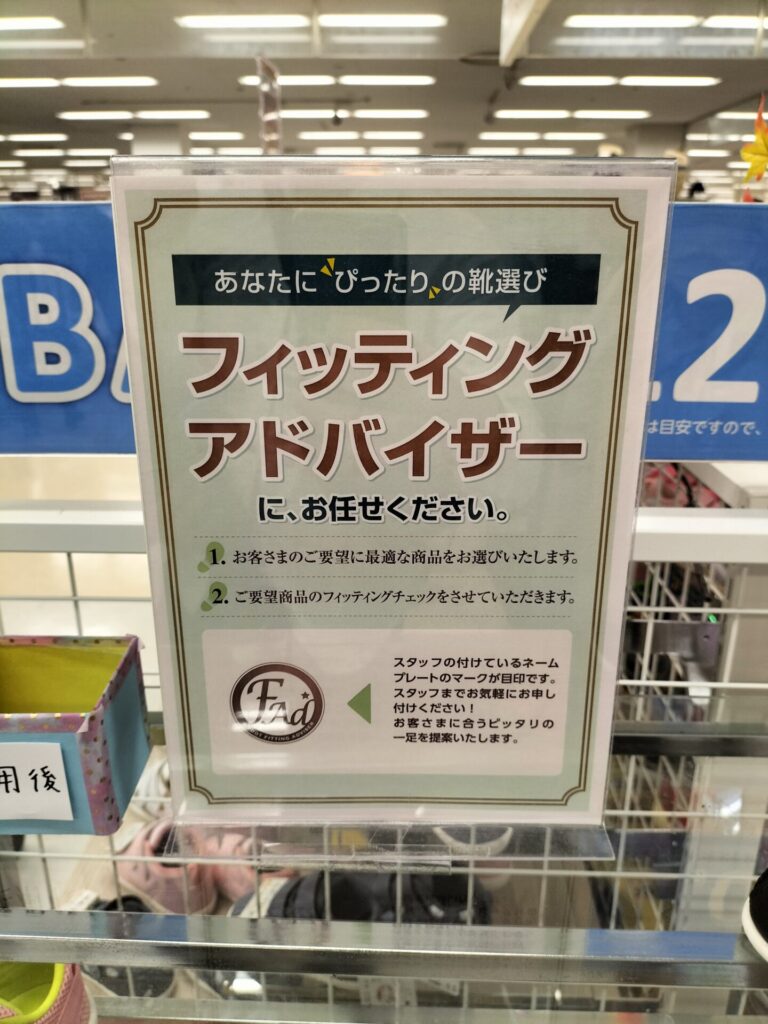 あなたに ぴったり の靴選び
フィッティング
アドバイザー
に、お任せください。
1. お客さまのご要望に最適な商品をお選びいたします。
2. ご要望商品のフィッティングチェックをさせていただきます。
FAd
FITTING ADVISER
スタッフの付けているネーム
プレートのマークが目印です。
スタッフまでお気軽にお申し
付けください！
お客さまに合うピッタリの
一足を提案いたします。
B
2
は目安ですので、
用後